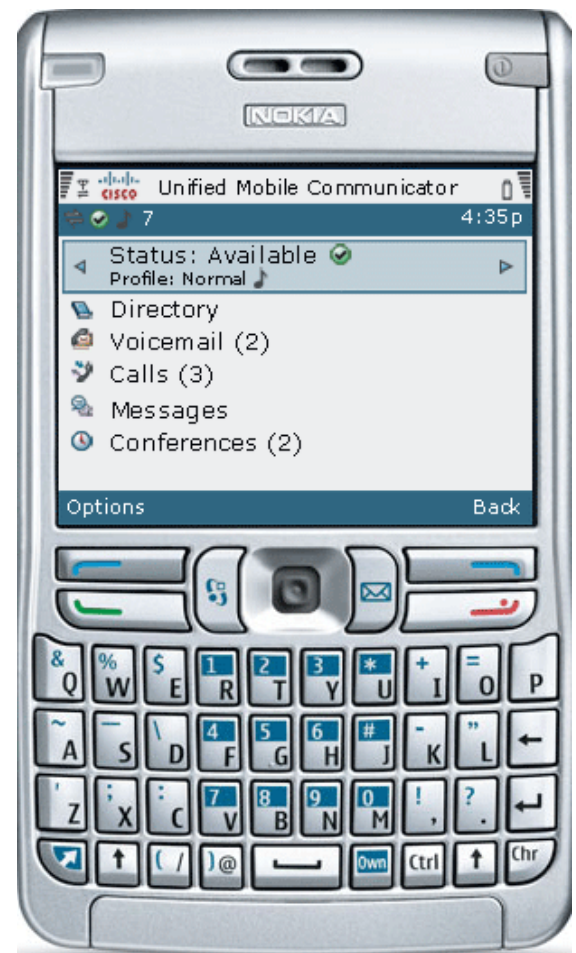 NOKIA
CISCO Unified Mobile Communicator
7 4:35p
Status: Available
Profile: Normal
Directory
Voicemail (2)
Calls (3)
Messages
Conferences (2)
Options Back
& Q % W $ E 1 R 2 T 3 Y * U + I = O P
~ A — S \ D 4 F 5 G 6 H # J - K " L ←
' Z ; X : C 7 V 8 B 9 N 0 M ! , ? . ↵
↑ ( / ) @ Own Ctrl ↑ Chr